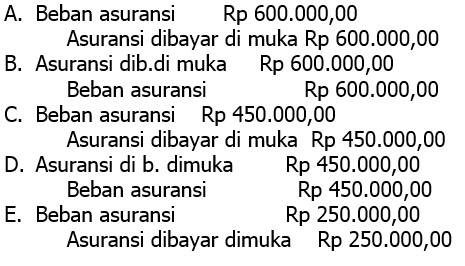 A. Beban asuransi Rp 600.000,00
Asuransi dibayar di muka Rp 600.000,00
B. Asuransi dib.di muka Rp 600.000,00
Beban asuransi Rp 600.000,00
C. Beban asuransi Rp 450.000,00
Asuransi dibayar di muka Rp 450.000,00
D. Asuransi di b. dimuka Rp 450.000,00
Beban asuransi Rp 450.000,00
E. Beban asuransi Rp 250.000,00
Asuransi dibayar dimuka Rp 250.000,00